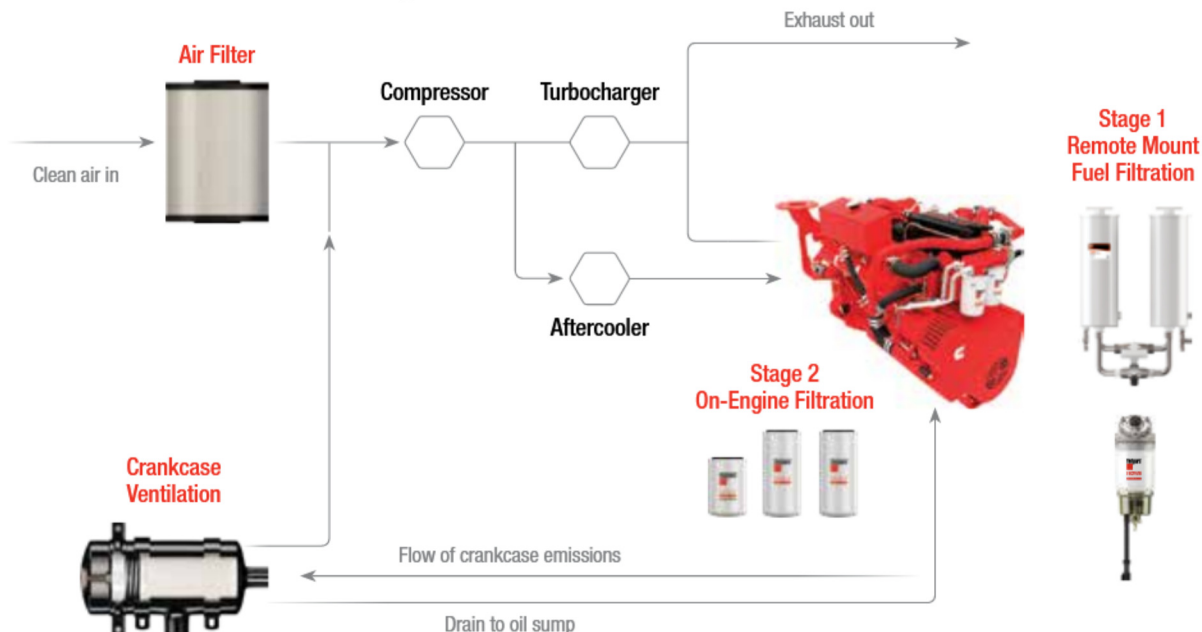 Exhaust out
Air Filter
Compressor
Turbocharger
Stage 1
Remote Mount
Fuel Filtration
Clean air in
Aftercooler
Stage 2
On-Engine Filtration
Crankcase
Ventilation
Flow of crankcase emissions
Drain to oil sump